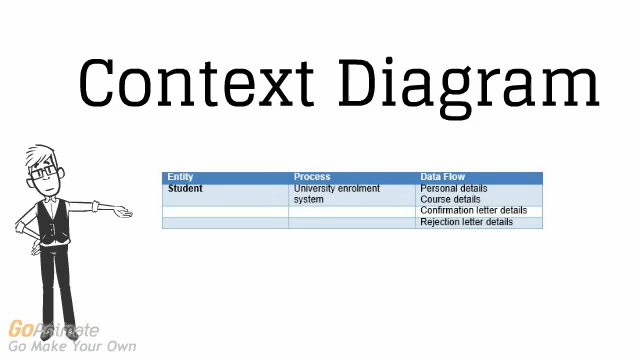 Context Diagram
Entity Process Data Flow
Student University enrolment Personal details
system Course details
Confirmation letter details
Rejection letter details
GoAnimate
Go Make Your Own